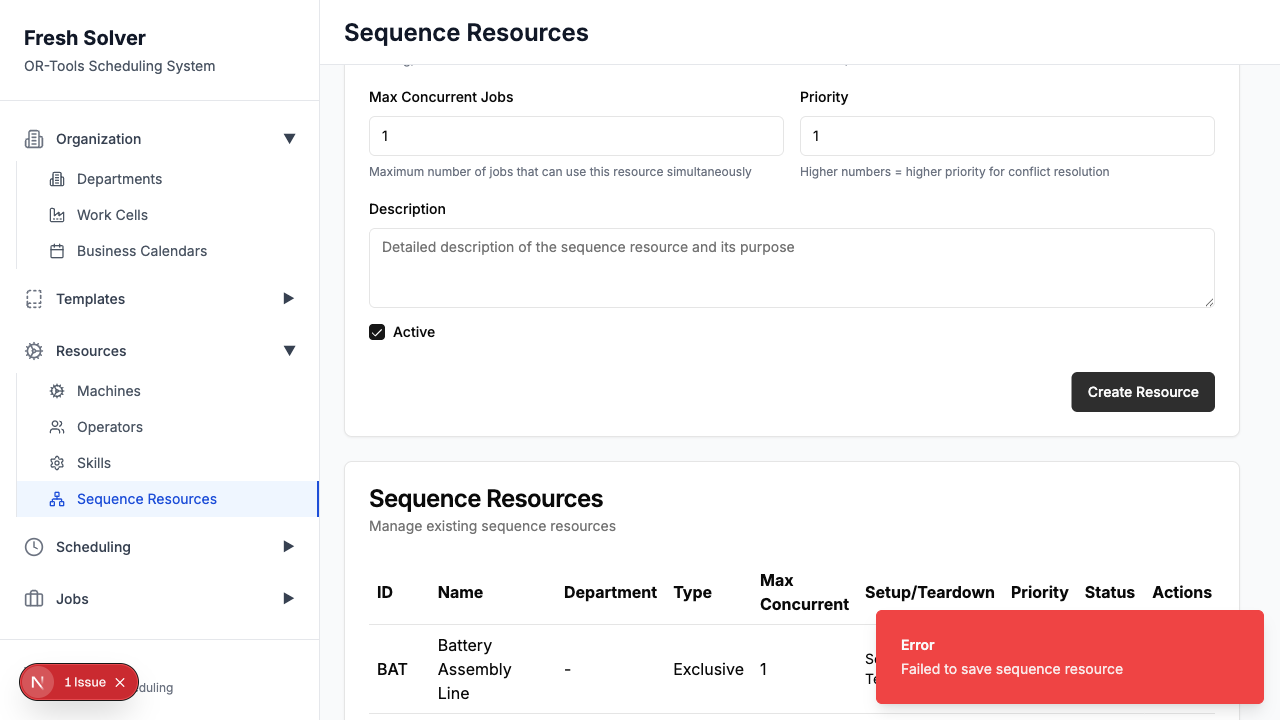 Fresh Solver
OR-Tools Scheduling System
Organization
Departments
Work Cells
Business Calendars
Templates
Resources
Machines
Operators
Skills
Sequence Resources
Scheduling
Jobs
N
1 Issue
Sequence Resources
Max Concurrent Jobs
Priority
1
1
Maximum number of jobs that can use this resource simultaneously
Higher numbers = higher priority for conflict resolution
Description
Detailed description of the sequence resource and its purpose
Active
Create Resource
Sequence Resources
Manage existing sequence resources
ID Name Department Type Max Concurrent Setup/Teardown Priority Status Actions
BAT Battery Assembly Line - Exclusive 1
Error
Failed to save sequence resource